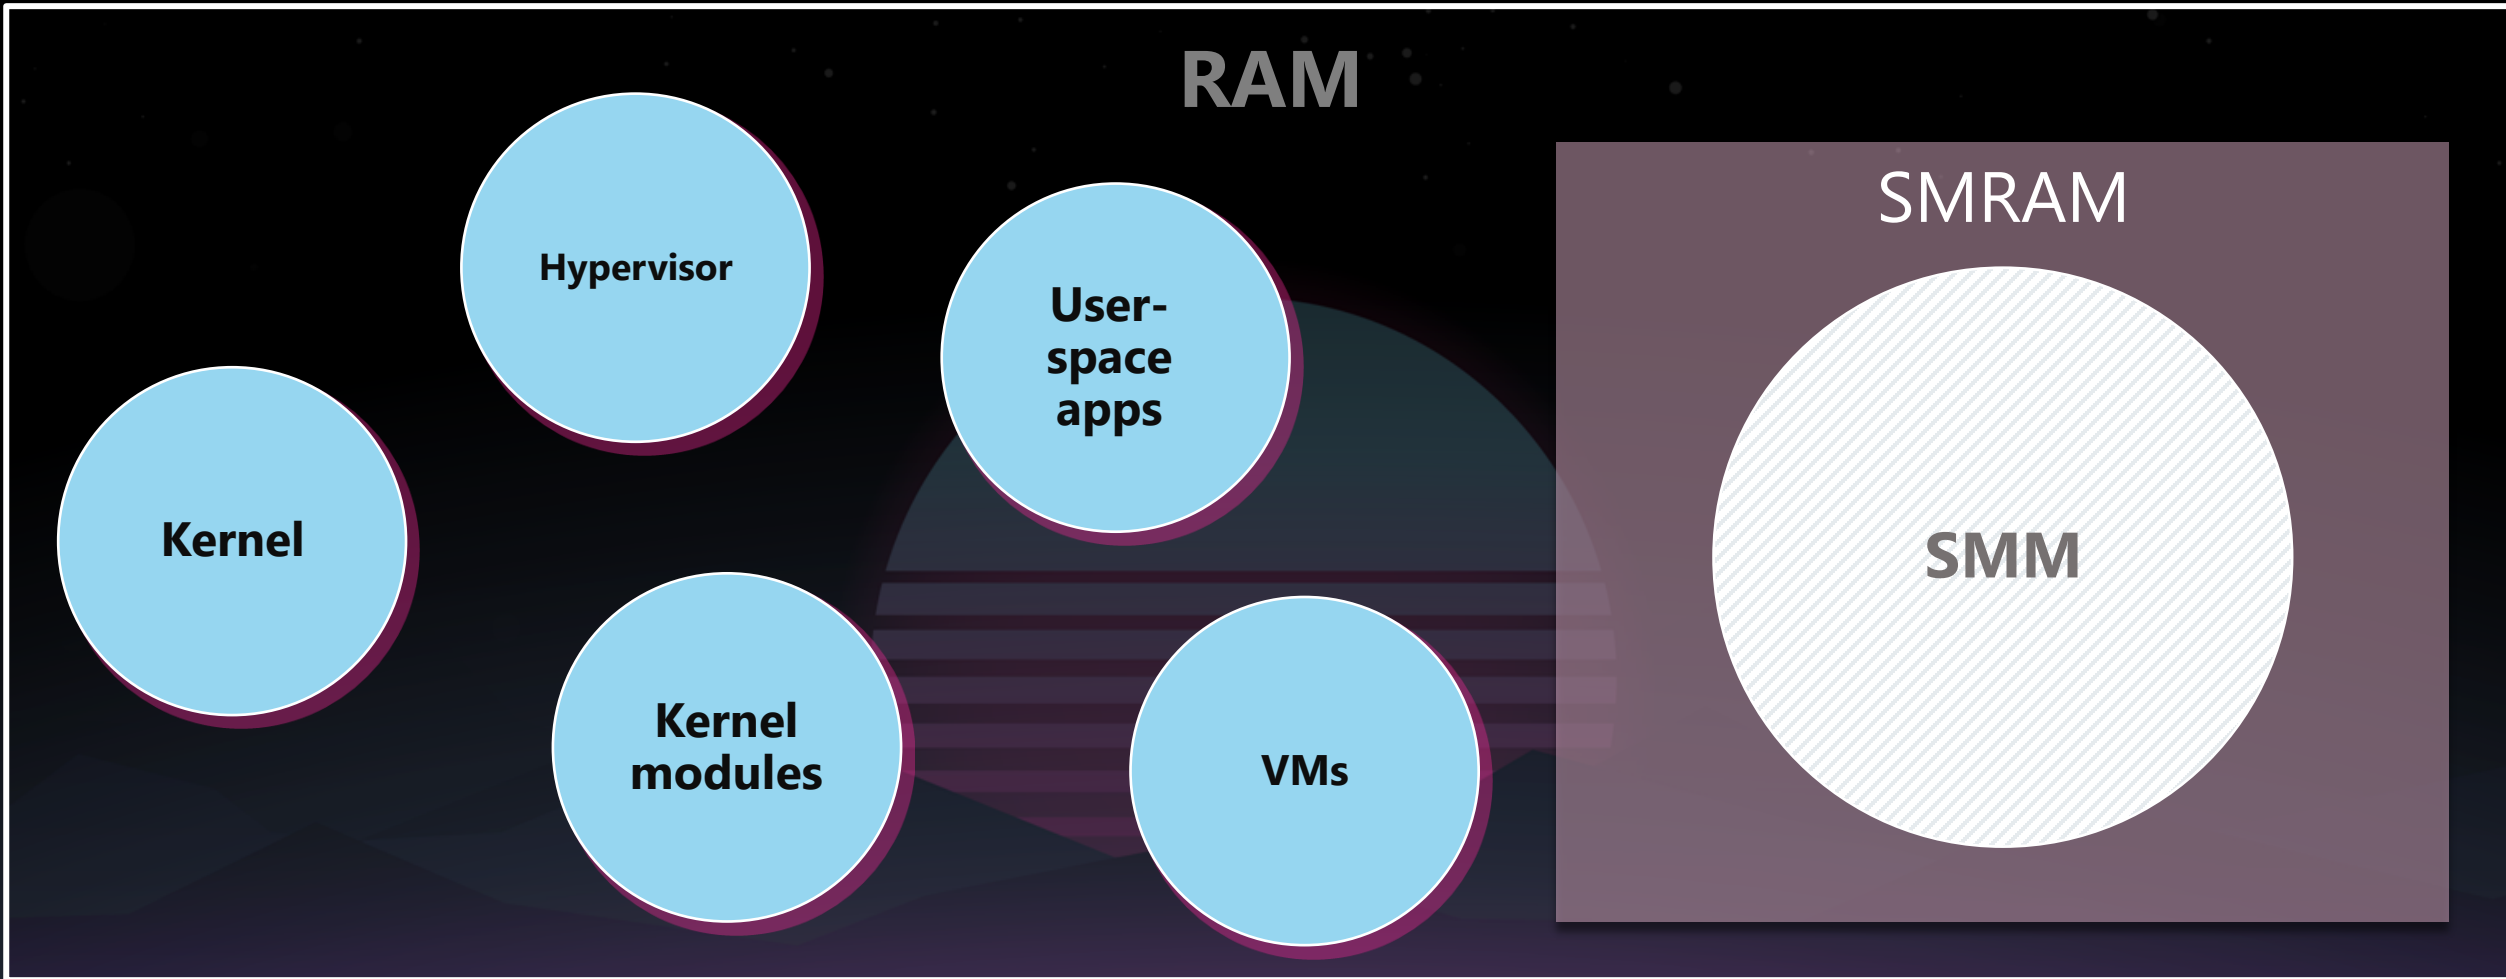 RAM
Hypervisor
User-
space
apps
Kernel
Kernel
modules
VMs
SMRAM
SMM